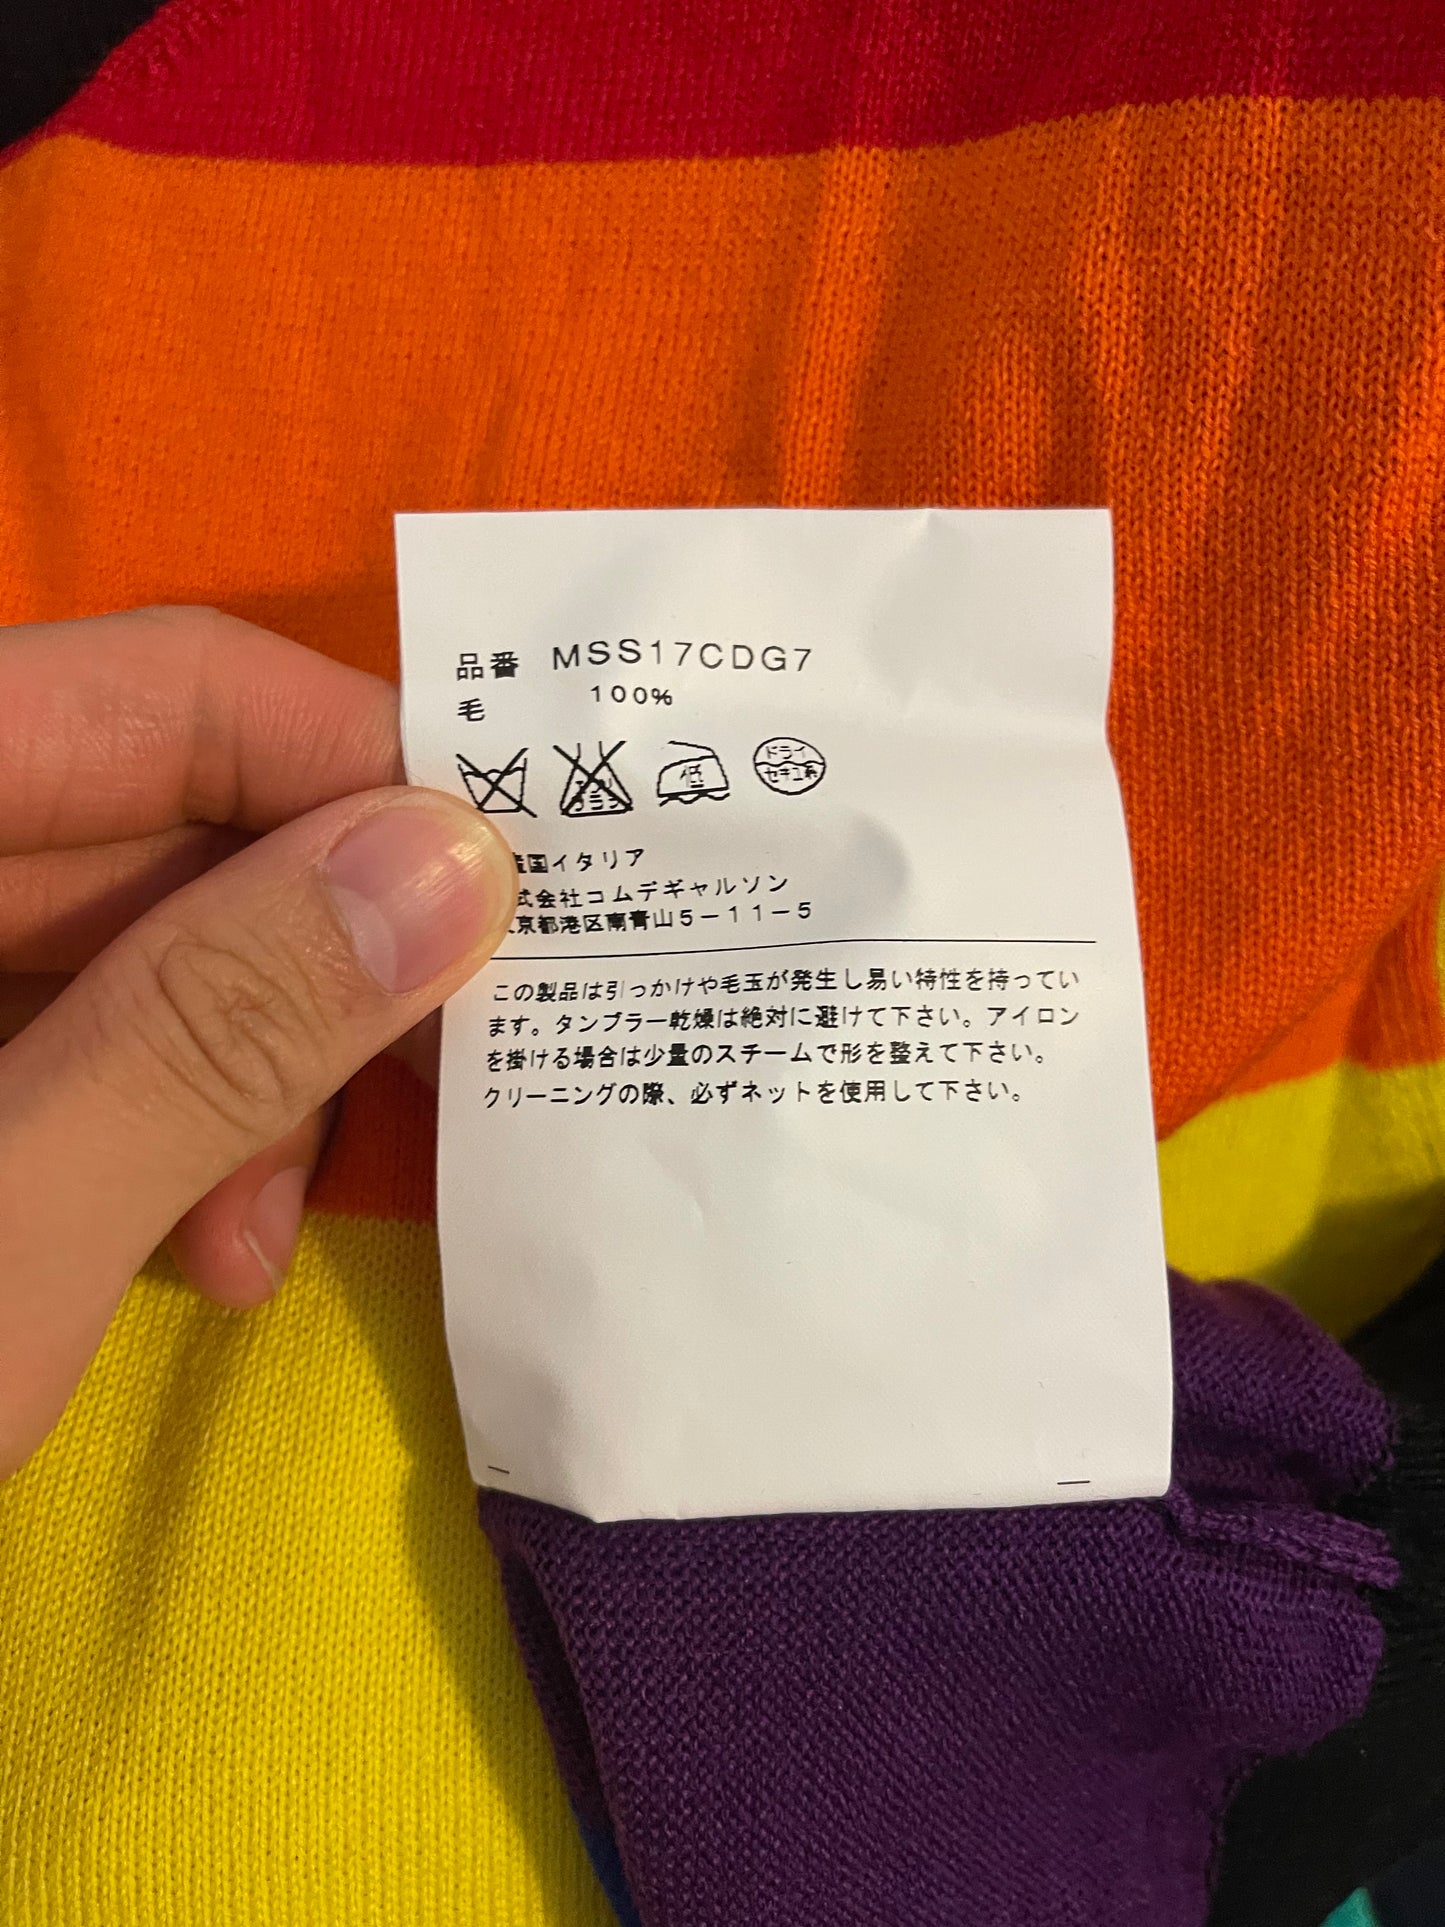 品番 MSS17CDG7
毛 100%
低
ドライ
セキユ系
国イタリア
式会社コムデギャルソン
京都港区南青山5-11-5
この製品は引っかけや毛玉が発生し易い特性を持ってい
ます。タンブラー乾燥は絶対に避けて下さい。アイロン
を掛ける場合は少量のスチームで形を整えて下さい。
クリーニングの際、必ずネットを使用して下さい。